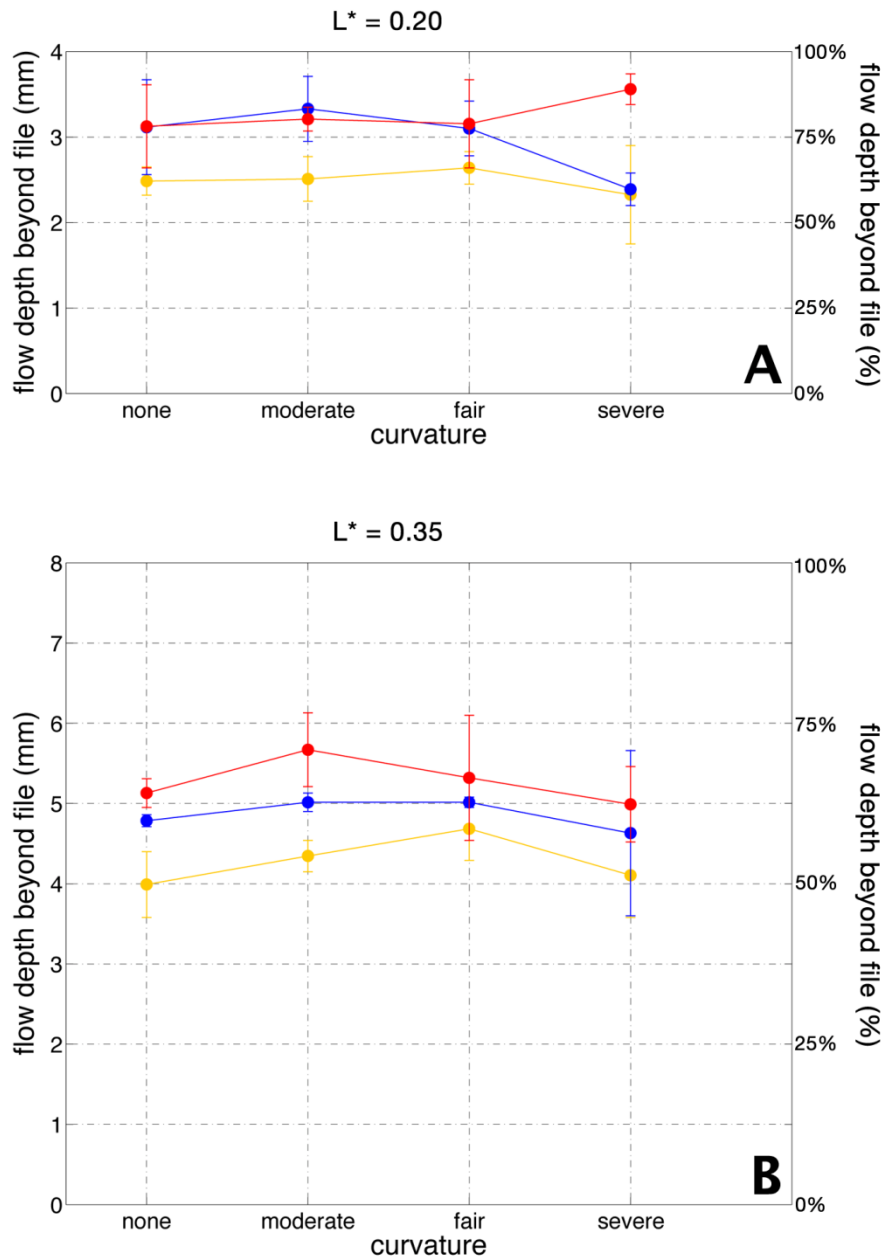 L* = 0.20
flow depth beyond file (mm)
4
3
2
1
0
100%
75%
50%
25%
0%
flow depth beyond file (%)
none moderate fair severe
curvature
A
L* = 0.35
flow depth beyond file (mm)
8
7
6
5
4
3
2
1
0
100%
75%
50%
25%
0%
flow depth beyond file (%)
none moderate fair severe
curvature
B